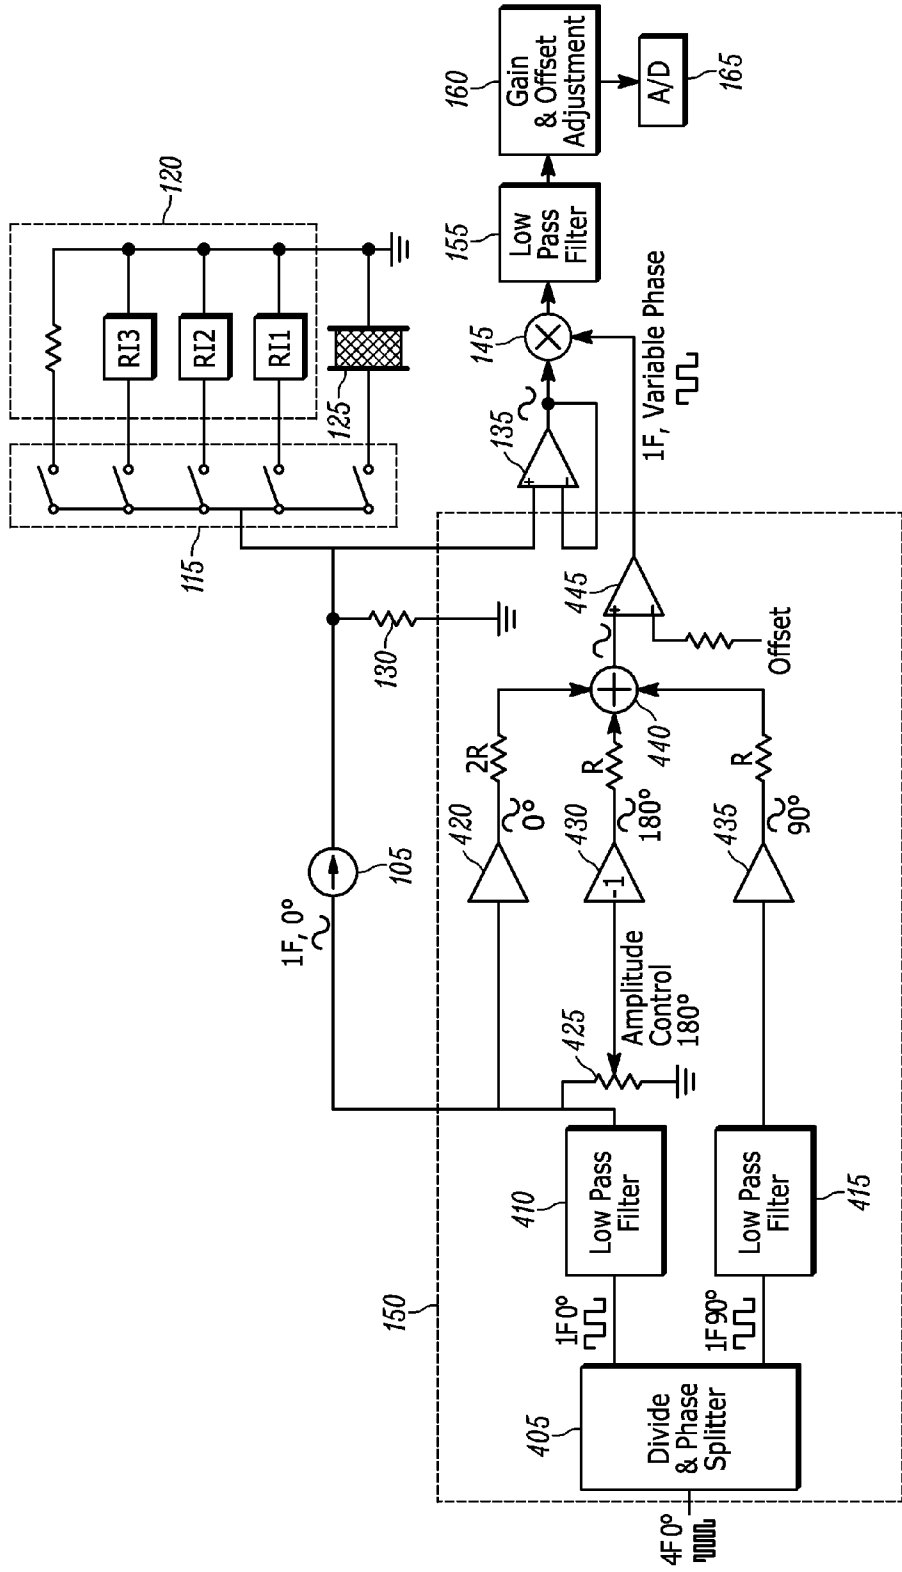 4F 0°
405
Divide
& Phase
Splitter
150
1F 0°
1F 90°
410
Low Pass
Filter
415
Low Pass
Filter
425
Amplitude
Control
180°
1F, 0°
105
420
0°
2R
430
-1
180°
R
435
90°
R
440
130
445
+
−
Offset
1F, Variable Phase
115
120
RI3
RI2
RI1
125
135
+
−
145
155
Low
Pass
Filter
160
Gain
& Offset
Adjustment
A/D
165